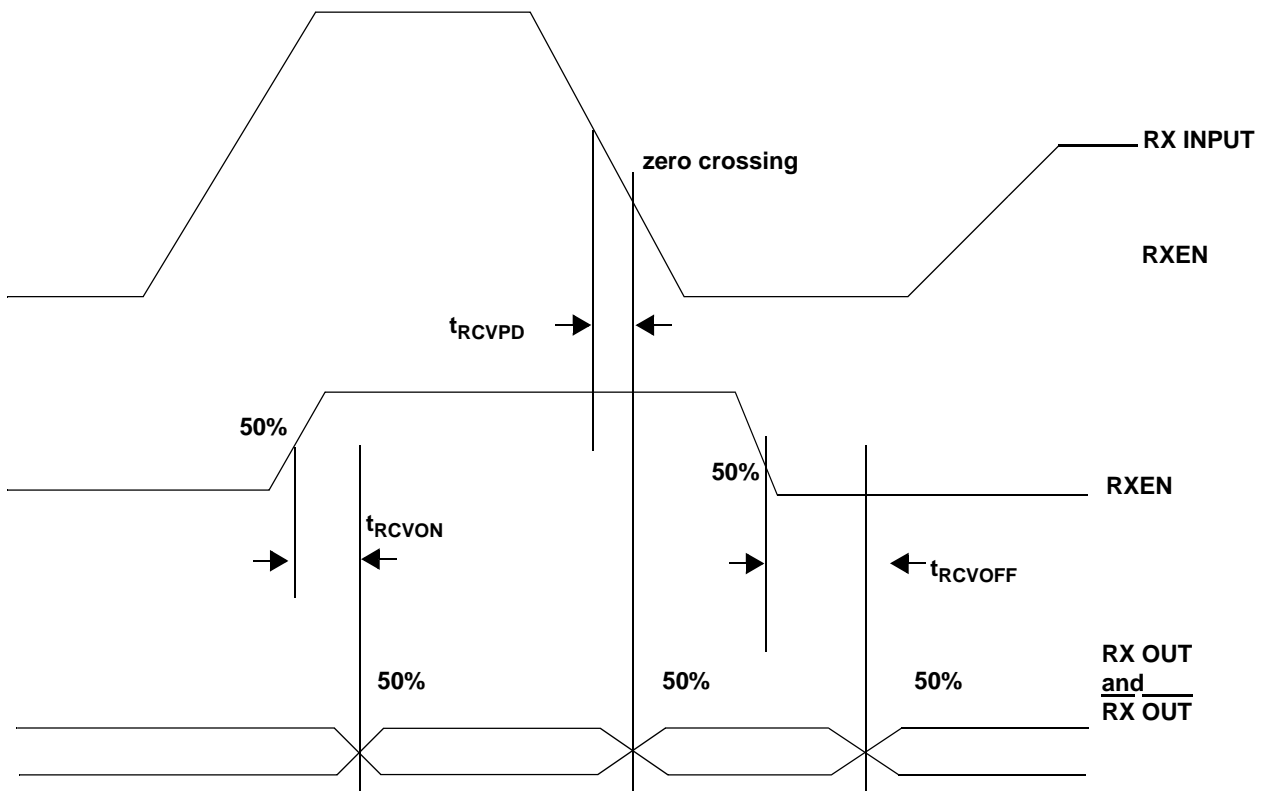 RX INPUT
zero crossing
RXEN
tRCVPD
50%
50%
RXEN
tRCVON
tRCVOFF
50%
50%
50%
RX OUT
and
RX OUT